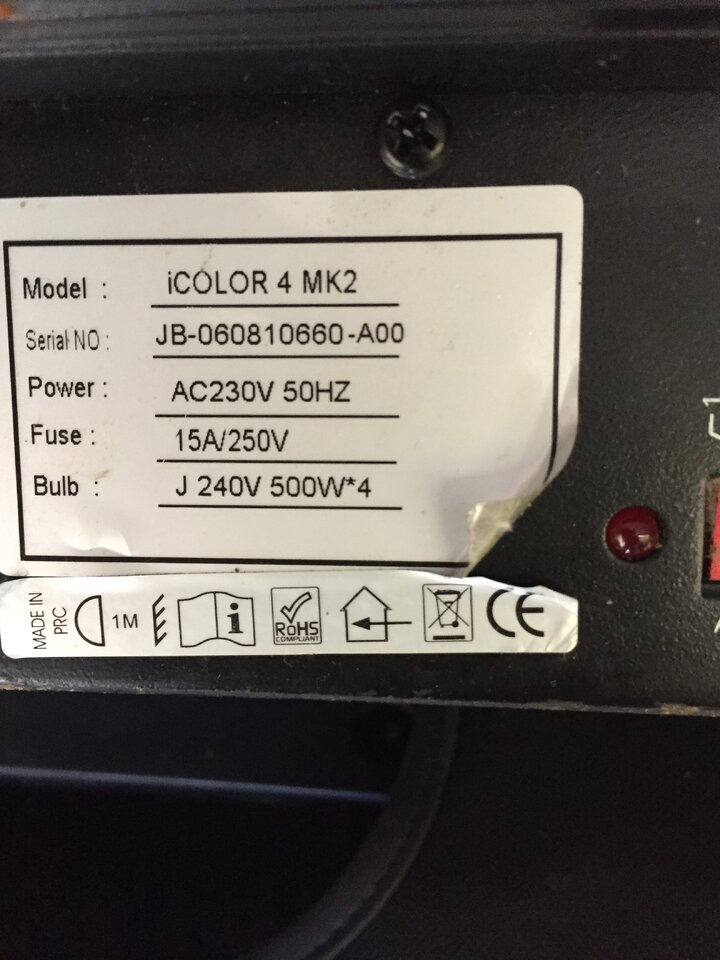 Model : iCOLOR 4 MK2
Serial NO : JB-060810660-A00
Power : AC230V 50HZ
Fuse : 15A/250V
Bulb : J 240V 500W*4
MADE IN
PRC
1M
i
RoHS
COMPLIANT
CE